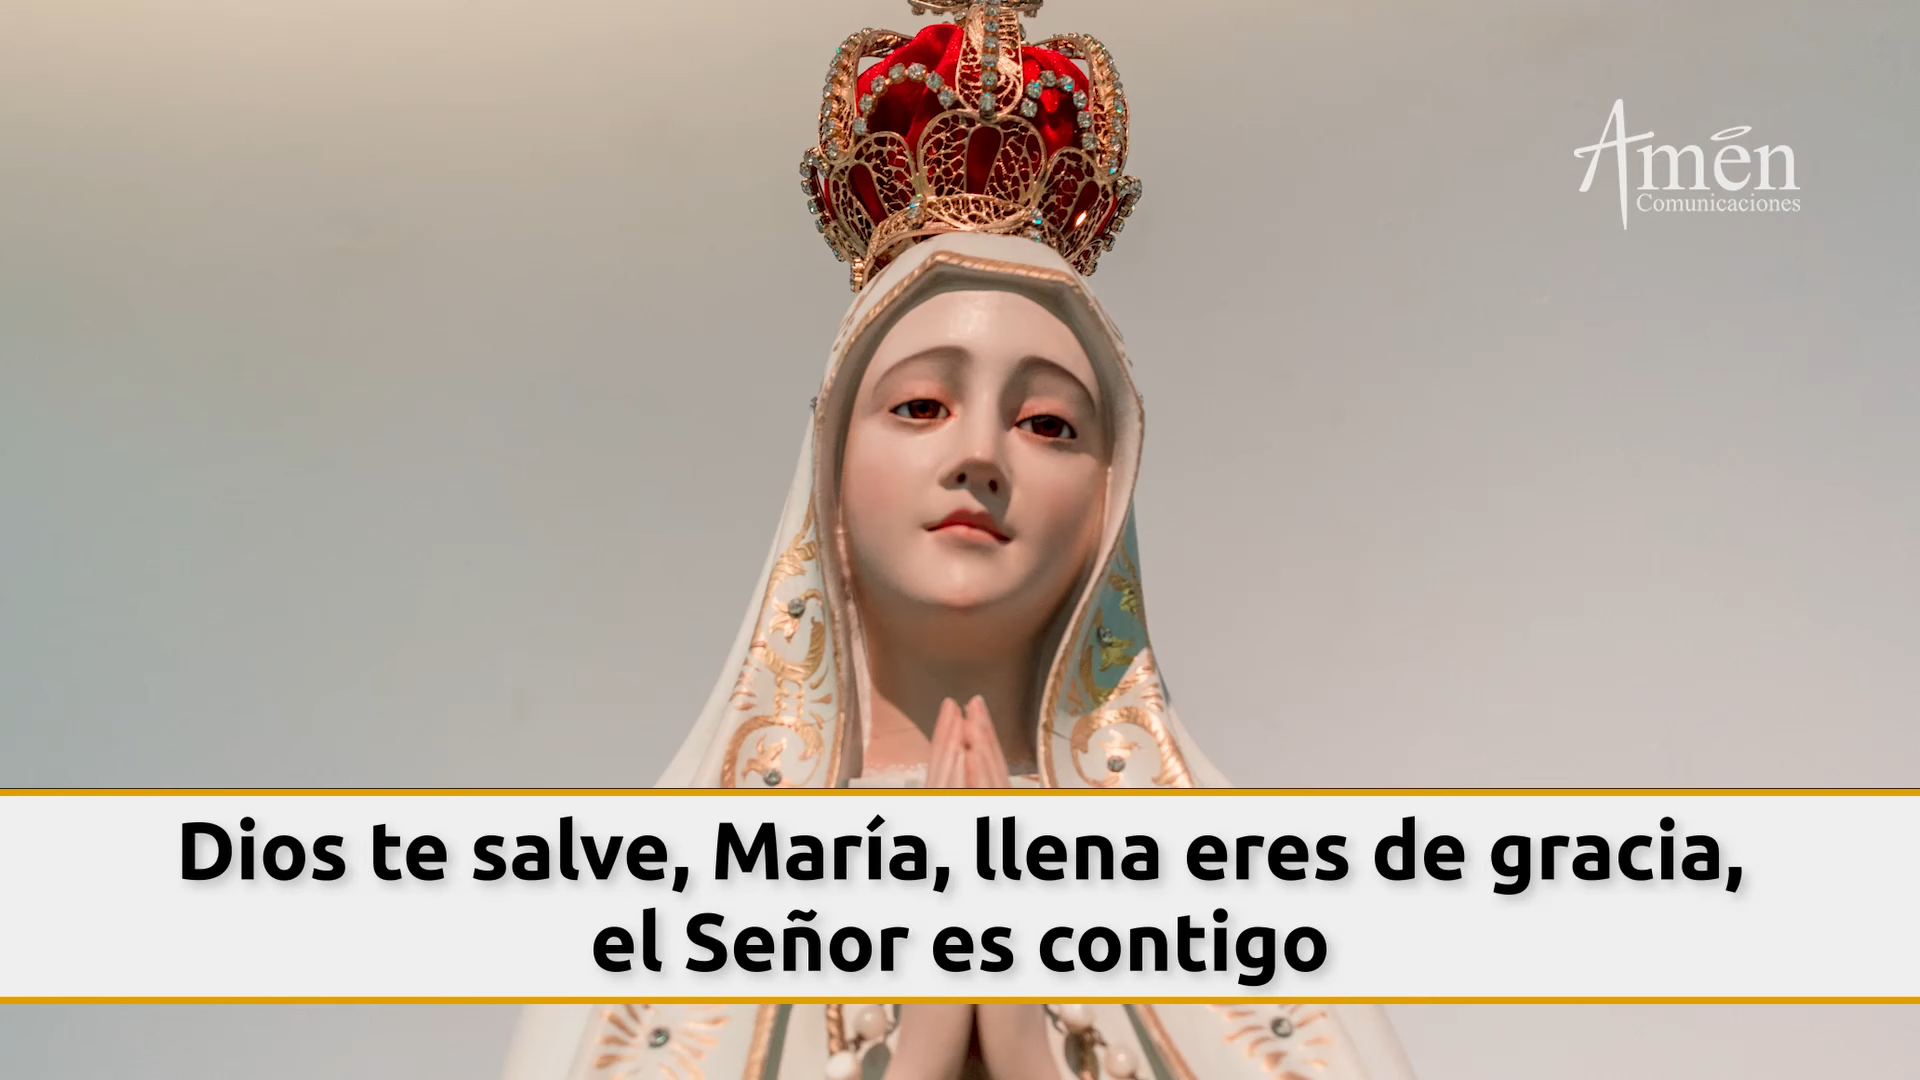 Amén
Comunicaciones
Dios te salve, María, llena eres de gracia,
el Señor es contigo